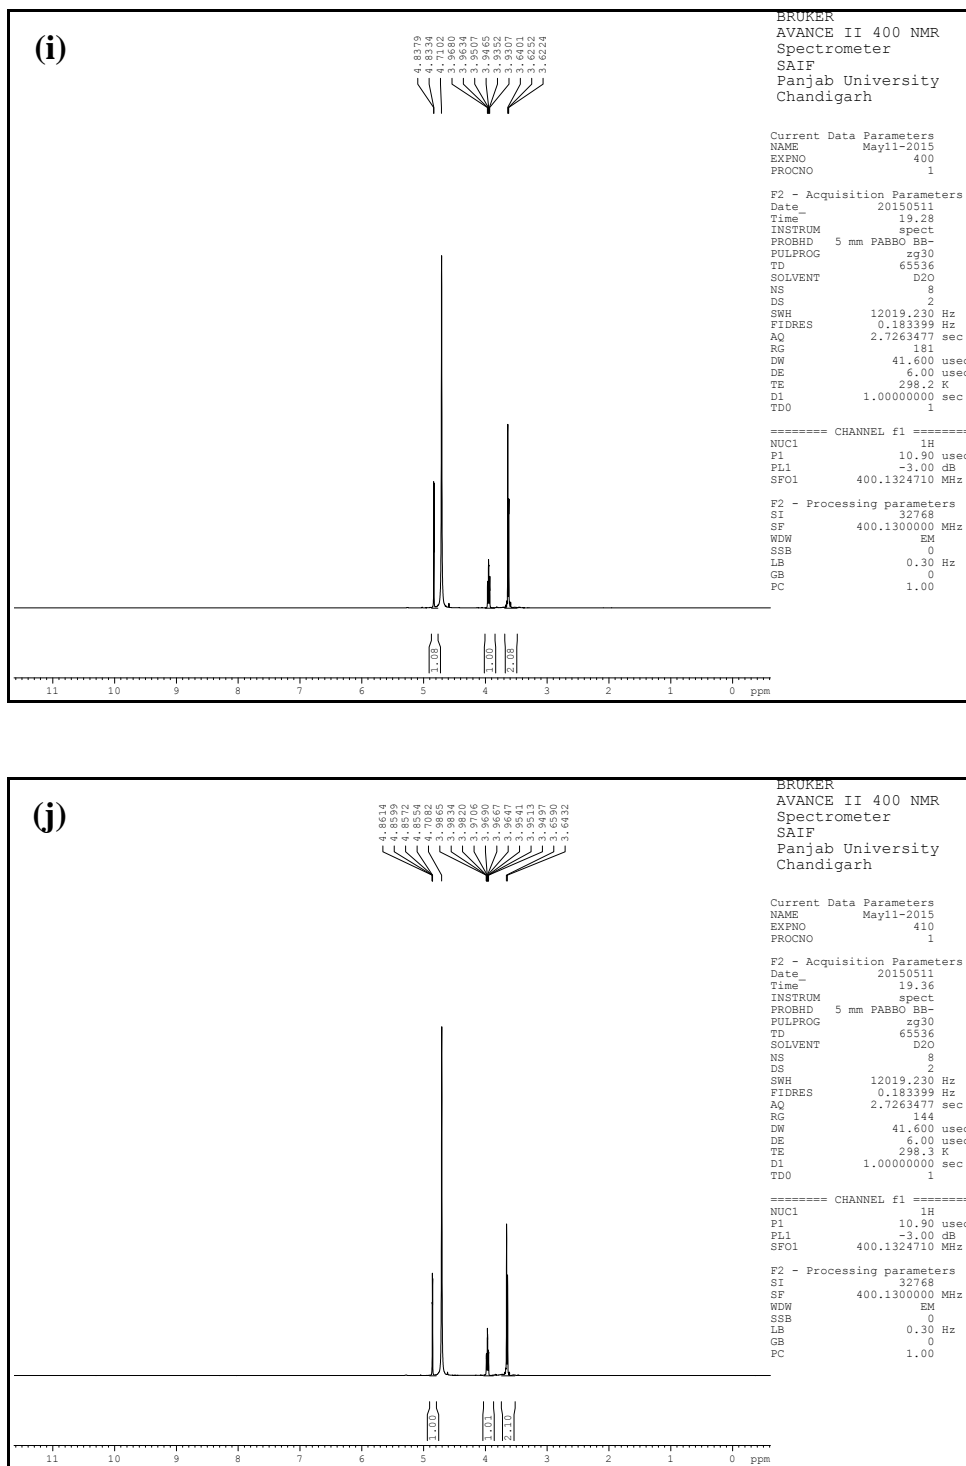 (i)
4.8379
4.8334
4.7102
3.9680
3.9634
3.9507
3.9465
3.9352
3.9307
3.6401
3.6252
3.6224
BRUKER
AVANCE II 400 NMR
Spectrometer
SAIF
Panjab University
Chandigarh
Current Data Parameters
NAME May11-2015
EXPNO 400
PROCNO 1
F2 - Acquisition Parameters
Date_ 20150511
Time 19.28
INSTRUM spect
PROBHD 5 mm PABBO BB-
PULPROG zg30
TD 65536
SOLVENT D2O
NS 8
DS 2
SWH 12019.230 Hz
FIDRES 0.183399 Hz
AQ 2.7263477 sec
RG 181
DW 41.600 usec
DE 6.00 usec
TE 298.2 K
D1 1.00000000 sec
TD0 1
======== CHANNEL f1 ========
NUC1 1H
P1 10.90 usec
PL1 -3.00 dB
SFO1 400.1324710 MHz
F2 - Processing parameters
SI 32768
SF 400.1300000 MHz
WDW EM
SSB 0
LB 0.30 Hz
GB 0
PC 1.00
1.08
1.00
2.08
11 10 9 8 7 6 5 4 3 2 1 0 ppm
(j)
4.8614
4.8599
4.8572
4.8554
4.7082
3.9865
3.9834
3.9820
3.9706
3.9690
3.9667
3.9647
3.9541
3.9513
3.9497
3.6590
3.6432
BRUKER
AVANCE II 400 NMR
Spectrometer
SAIF
Panjab University
Chandigarh
Current Data Parameters
NAME May11-2015
EXPNO 410
PROCNO 1
F2 - Acquisition Parameters
Date_ 20150511
Time 19.36
INSTRUM spect
PROBHD 5 mm PABBO BB-
PULPROG zg30
TD 65536
SOLVENT D2O
NS 8
DS 2
SWH 12019.230 Hz
FIDRES 0.183399 Hz
AQ 2.7263477 sec
RG 144
DW 41.600 usec
DE 6.00 usec
TE 298.3 K
D1 1.00000000 sec
TD0 1
======== CHANNEL f1 ========
NUC1 1H
P1 10.90 usec
PL1 -3.00 dB
SFO1 400.1324710 MHz
F2 - Processing parameters
SI 32768
SF 400.1300000 MHz
WDW EM
SSB 0
LB 0.30 Hz
GB 0
PC 1.00
1.00
1.01
2.10
11 10 9 8 7 6 5 4 3 2 1 0 ppm